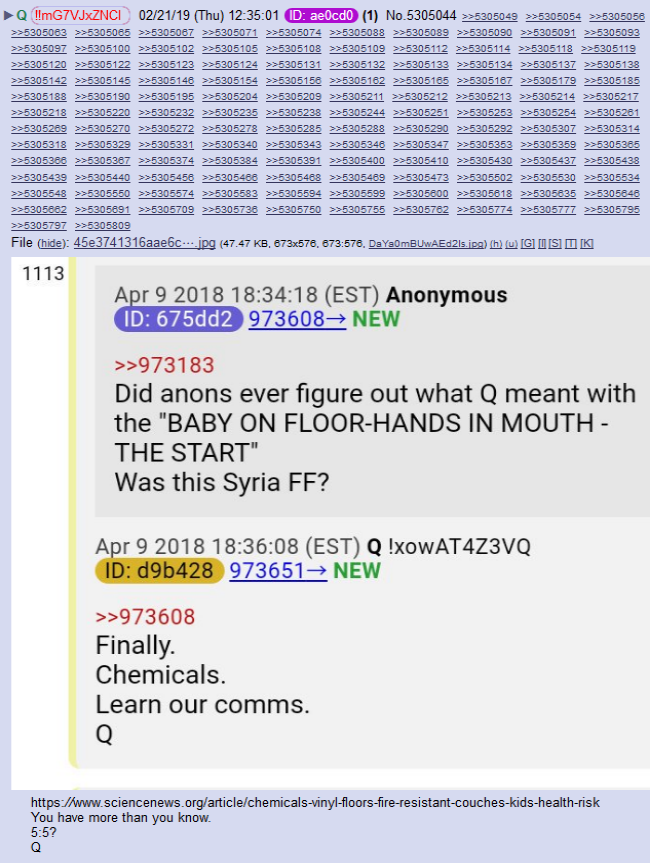 ▶ Q !!mG7VJxZNCI 02/21/19 (Thu) 12:35:01 ID: ae0cd0 (1) No.5305044 >>5305049 >>5305054 >>5305056
>>5305063 >>5305065 >>5305067 >>5305071 >>5305074 >>5305088 >>5305089 >>5305090 >>5305091 >>5305093
>>5305097 >>5305100 >>5305102 >>5305105 >>5305108 >>5305109 >>5305112 >>5305114 >>5305118 >>5305119
>>5305120 >>5305122 >>5305123 >>5305124 >>5305131 >>5305132 >>5305133 >>5305134 >>5305137 >>5305138
>>5305142 >>5305145 >>5305146 >>5305154 >>5305156 >>5305162 >>5305165 >>5305167 >>5305179 >>5305185
>>5305188 >>5305190 >>5305195 >>5305204 >>5305209 >>5305211 >>5305212 >>5305213 >>5305214 >>5305217
>>5305218 >>5305220 >>5305232 >>5305235 >>5305238 >>5305244 >>5305251 >>5305253 >>5305254 >>5305261
>>5305269 >>5305270 >>5305272 >>5305278 >>5305285 >>5305288 >>5305290 >>5305292 >>5305307 >>5305314
>>5305318 >>5305329 >>5305331 >>5305340 >>5305343 >>5305346 >>5305347 >>5305353 >>5305359 >>5305365
>>5305366 >>5305367 >>5305374 >>5305384 >>5305391 >>5305400 >>5305410 >>5305430 >>5305437 >>5305438
>>5305439 >>5305440 >>5305456 >>5305466 >>5305468 >>5305469 >>5305473 >>5305502 >>5305530 >>5305534
>>5305548 >>5305550 >>5305574 >>5305583 >>5305594 >>5305599 >>5305600 >>5305618 >>5305635 >>5305646
>>5305662 >>5305691 >>5305709 >>5305736 >>5305750 >>5305755 >>5305762 >>5305774 >>5305777 >>5305795
>>5305797 >>5305809
File (hide): 45e3741316aae6c⋯.jpg (47.47 KB, 673x576, 673:576, DaYa0mBUwAEd2Is.jpg) (h) (u) [G] [I] [S] [T] [K]
1113
Apr 9 2018 18:34:18 (EST) Anonymous
ID: 675dd2 973608→ NEW
>>973183
Did anons ever figure out what Q meant with
the "BABY ON FLOOR-HANDS IN MOUTH -
THE START"
Was this Syria FF?
Apr 9 2018 18:36:08 (EST) Q !xowAT4Z3VQ
ID: d9b428 973651→ NEW
>>973608
Finally.
Chemicals.
Learn our comms.
Q
https://www.sciencenews.org/article/chemicals-vinyl-floors-fire-resistant-couches-kids-health-risk
You have more than you know.
5:5?
Q